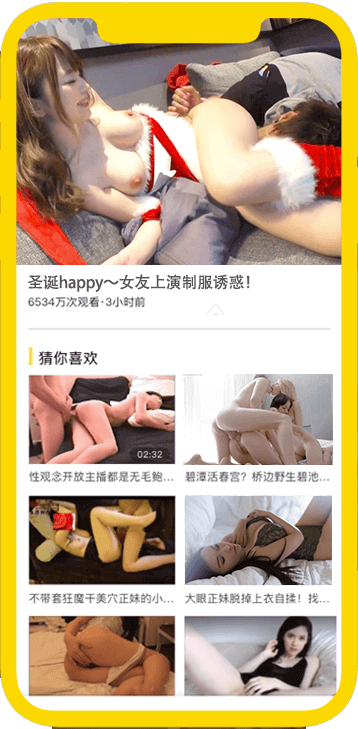 圣诞happy～女友上演制服诱惑！
6534万次观看·3小时前
猜你喜欢
02:32
性观念开放主播都是无毛鲍...
碧潭活春宫？桥边野生碧池...
不带套狂魔干美穴正妹的小...
大眼正妹脱掉上衣自揉！找...